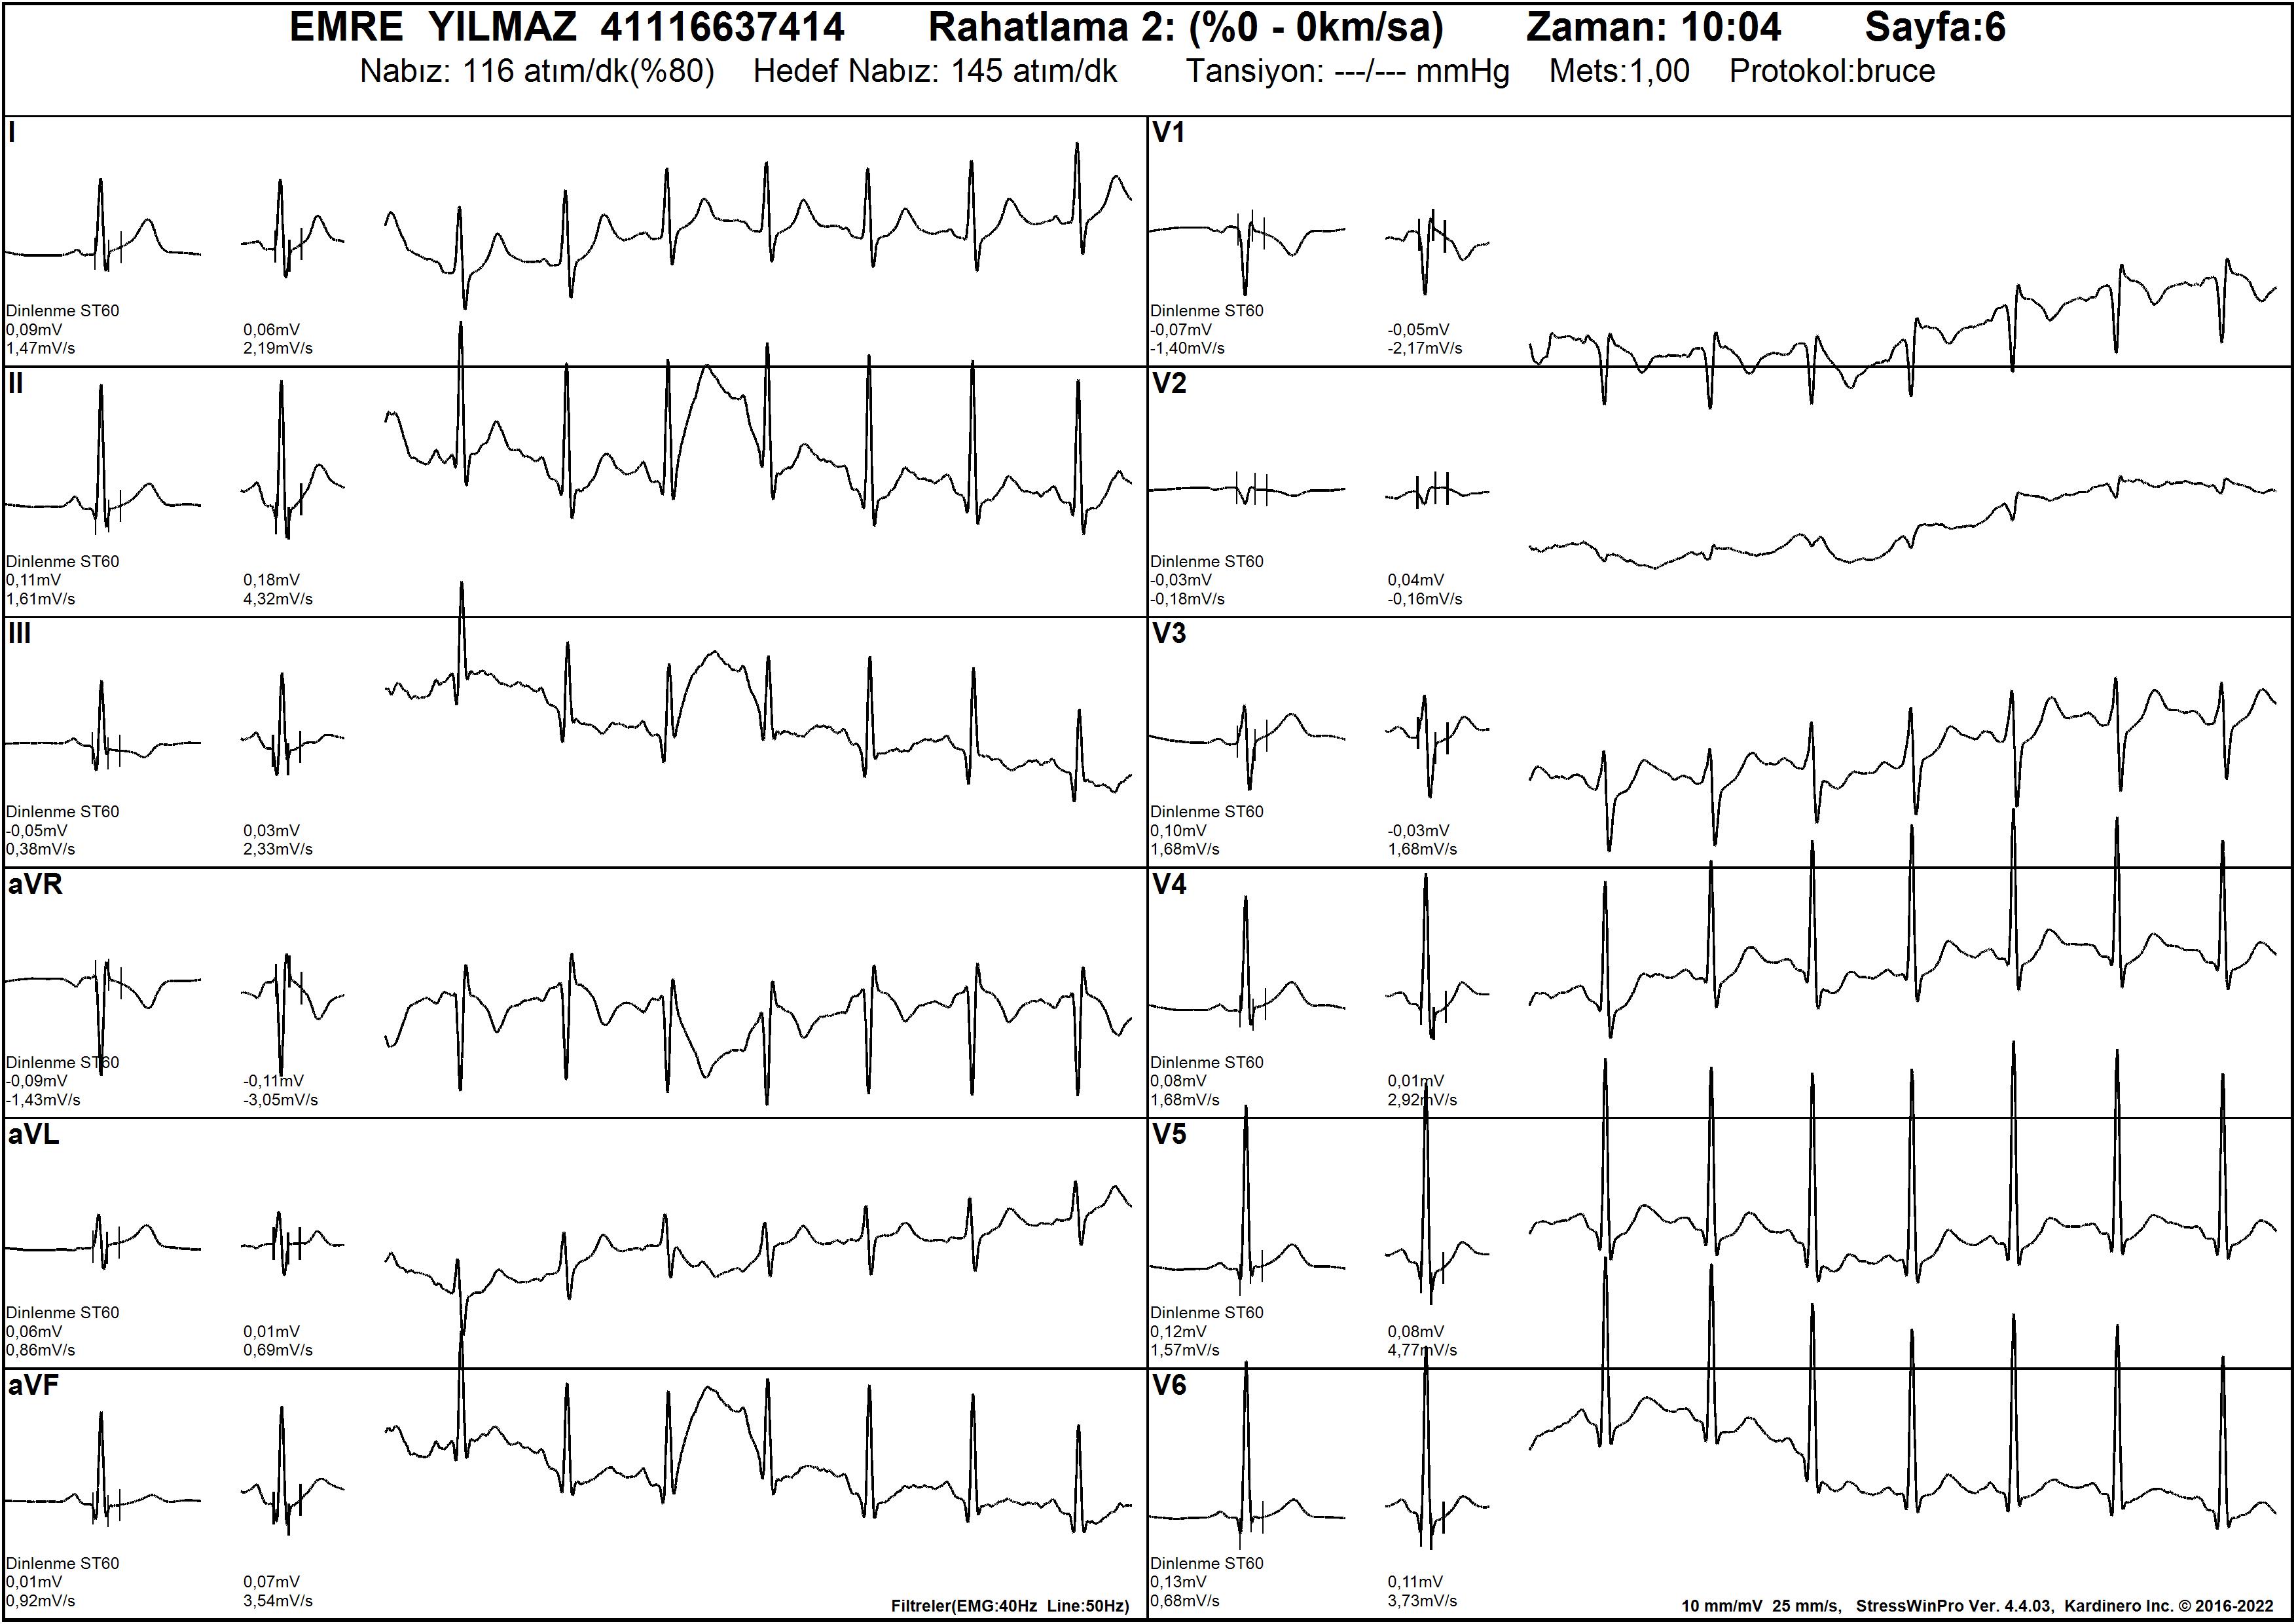 EMRE YILMAZ 41116637414 Rahatlama 2: (%0 - 0km/sa) Zaman: 10:04 Sayfa:6
Nabız: 116 atım/dk(%80) Hedef Nabız: 145 atım/dk Tansiyon: ---/--- mmHg Mets:1,00 Protokol:bruce
I
Dinlenme ST60
0,09mV 0,06mV
1,47mV/s 2,19mV/s
II
Dinlenme ST60
0,11mV 0,18mV
1,61mV/s 4,32mV/s
III
Dinlenme ST60
-0,05mV 0,03mV
0,38mV/s 2,33mV/s
aVR
Dinlenme ST60
-0,09mV -0,11mV
-1,43mV/s -3,05mV/s
aVL
Dinlenme ST60
0,06mV 0,01mV
0,86mV/s 0,69mV/s
aVF
Dinlenme ST60
0,01mV 0,07mV
0,92mV/s 3,54mV/s
Filtreler(EMG:40Hz Line:50Hz)
V1
Dinlenme ST60
-0,07mV -0,05mV
-1,40mV/s -2,17mV/s
V2
Dinlenme ST60
-0,03mV 0,04mV
-0,18mV/s -0,16mV/s
V3
Dinlenme ST60
0,10mV -0,03mV
1,68mV/s 1,68mV/s
V4
Dinlenme ST60
0,08mV 0,01mV
1,68mV/s 2,92mV/s
V5
Dinlenme ST60
0,12mV 0,08mV
1,57mV/s 4,77mV/s
V6
Dinlenme ST60
0,13mV 0,11mV
0,68mV/s 3,73mV/s
10 mm/mV 25 mm/s, StressWinPro Ver. 4.4.03, Kardinero Inc. © 2016-2022